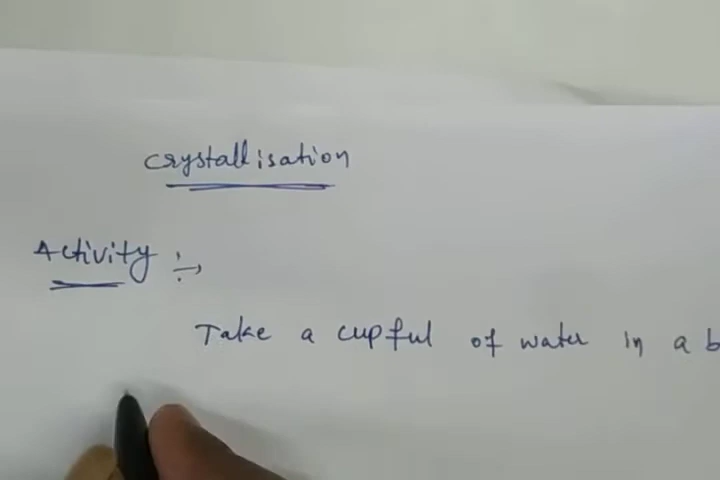 Crystallisation
Activity :→
Take a cupful of water in a b